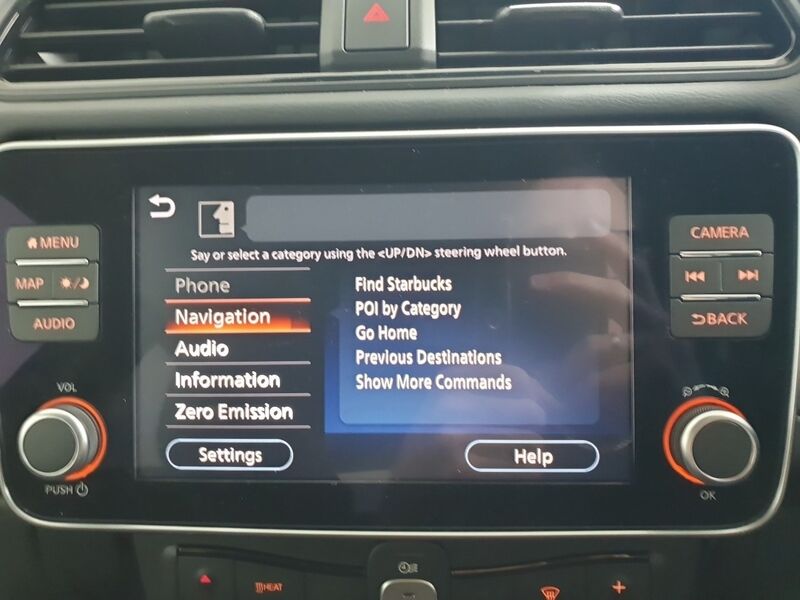 Say or select a category using the <UP/DN> steering wheel button.
MENU
MAP
AUDIO
Phone
Navigation
Audio
Information
Zero Emission
Find Starbucks
POI by Category
Go Home
Previous Destinations
Show More Commands
Settings
Help
CAMERA
BACK
VOL
PUSH
OK
HEAT